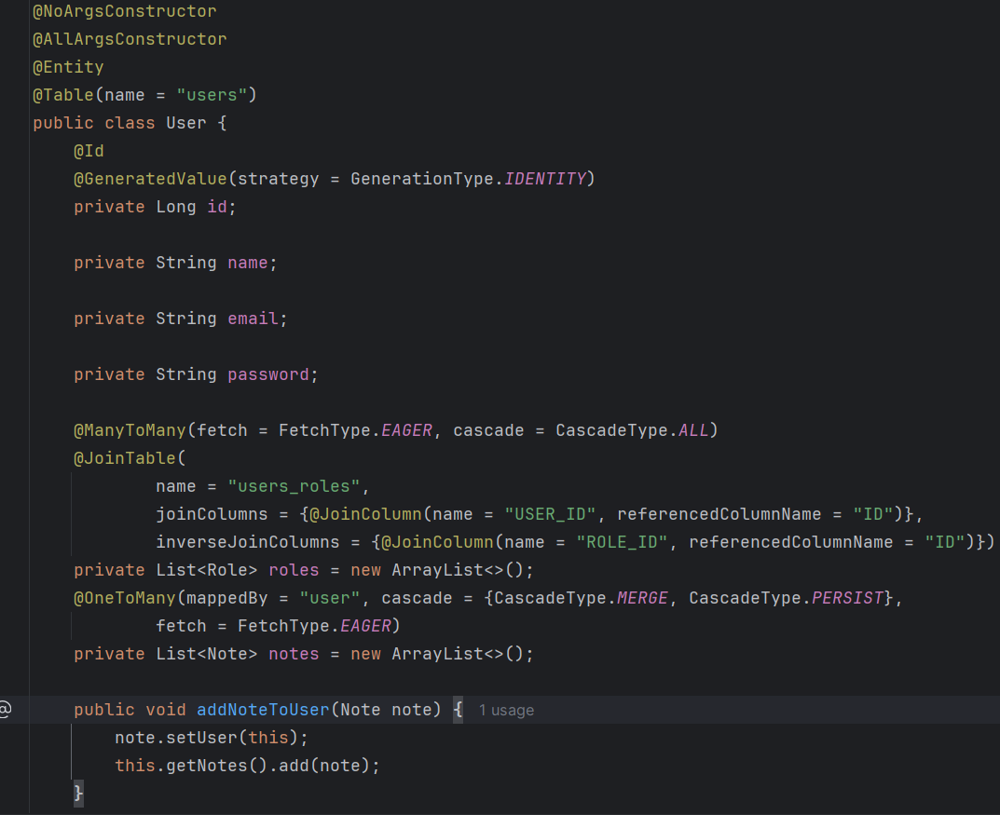 @NoArgsConstructor
@AllArgsConstructor
@Entity
@Table(name = "users")
public class User {
@Id
@GeneratedValue(strategy = GenerationType.IDENTITY)
private Long id;
private String name;
private String email;
private String password;
@ManyToMany(fetch = FetchType.EAGER, cascade = CascadeType.ALL)
@JoinTable(
name = "users_roles",
joinColumns = {@JoinColumn(name = "USER_ID", referencedColumnName = "ID")},
inverseJoinColumns = {@JoinColumn(name = "ROLE_ID", referencedColumnName = "ID")})
private List<Role> roles = new ArrayList<>();
@OneToMany(mappedBy = "user", cascade = {CascadeType.MERGE, CascadeType.PERSIST},
fetch = FetchType.EAGER)
private List<Note> notes = new ArrayList<>();
@ public void addNoteToUser(Note note) { 1 usage
note.setUser(this);
this.getNotes().add(note);
}